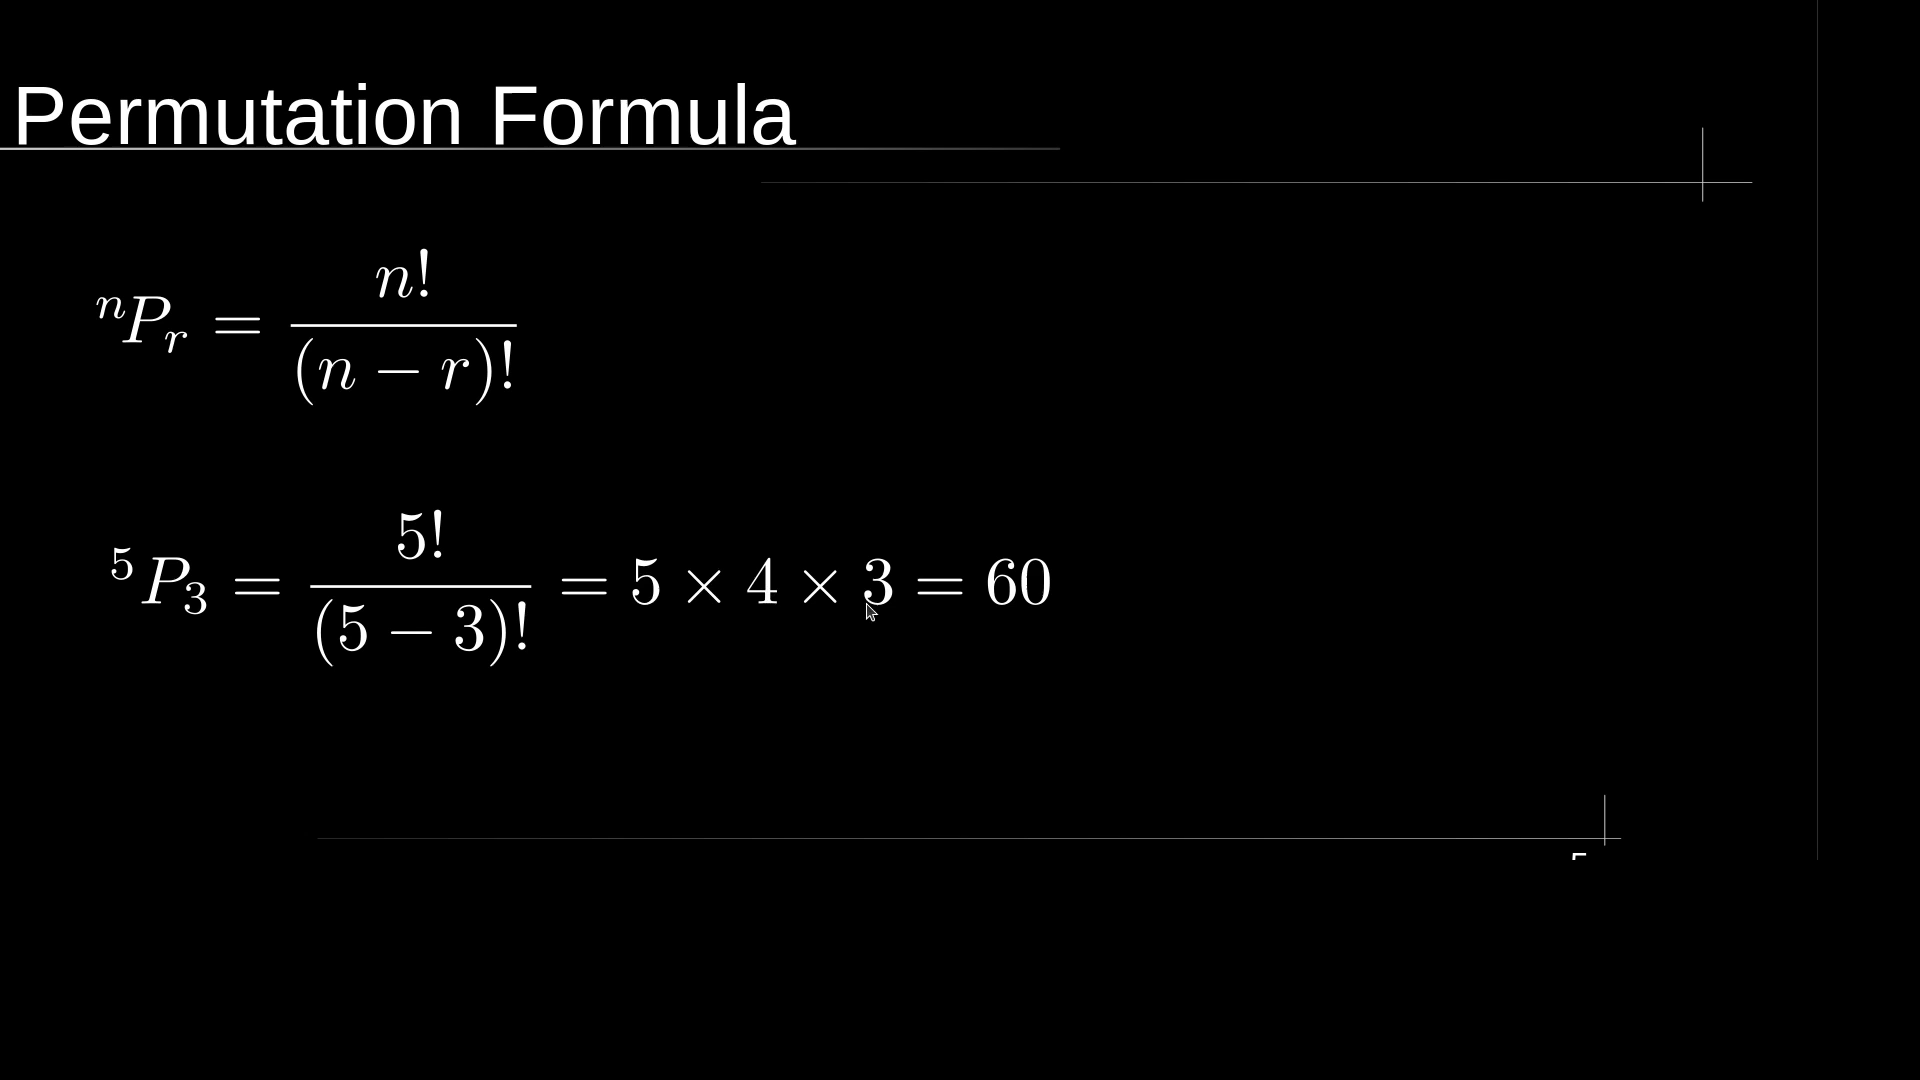 Permutation Formula
ⁿPᵣ = n! / (n − r)!
⁵P₃ = 5! / (5 − 3)! = 5 × 4 × 3 = 60